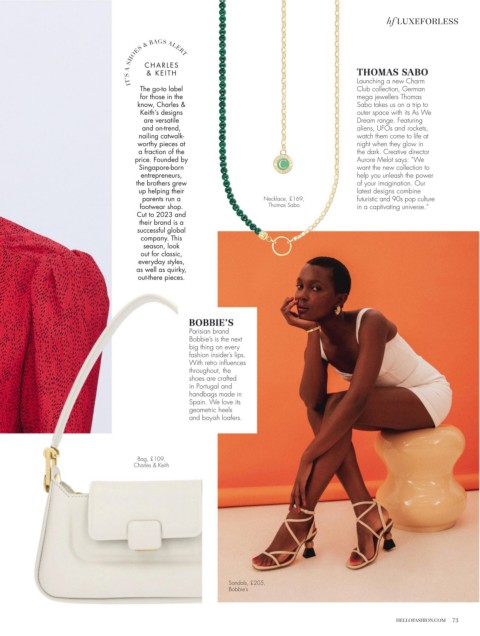 hf LUXEFORLESS
IT'S A SHOES & BAGS ALERT
CHARLES
& KEITH
The go-to label
for those in the
know, Charles &
Keith's designs
are versatile
and on-trend,
nailing catwalk-
worthy pieces at
a fraction of the
price. Founded by
Singapore-born
entrepreneurs,
the brothers grew
up helping their
parents run a
footwear shop.
Cut to 2023 and
their brand is a
successful global
company. This
season, look
out for classic,
everyday styles,
as well as quirky,
out-there pieces.
THOMAS SABO
Launching a new Charm
Club collection, German
mega jewellers Thomas
Sabo takes us on a trip to
outer space with its As We
Dream range. Featuring
aliens, UFOs and rockets,
watch them come to life at
night when they glow in
the dark. Creative director
Aurore Melot says: "We
want the new collection to
help you unleash the power
of your imagination. Our
latest designs combine
futuristic and 90s pop culture
in a captivating universe."
Necklace, £169,
Thomas Sabo
BOBBIE'S
Parisian brand
Bobbie's is the next
big thing on every
fashion insider's lips.
With retro influences
throughout, the
shoes are crafted
in Portugal and
handbags made in
Spain. We love its
geometric heels
and boyish loafers.
Bag, £109,
Charles & Keith
Sandals, £205,
Bobbie's
HELLOFASHION.COM 73